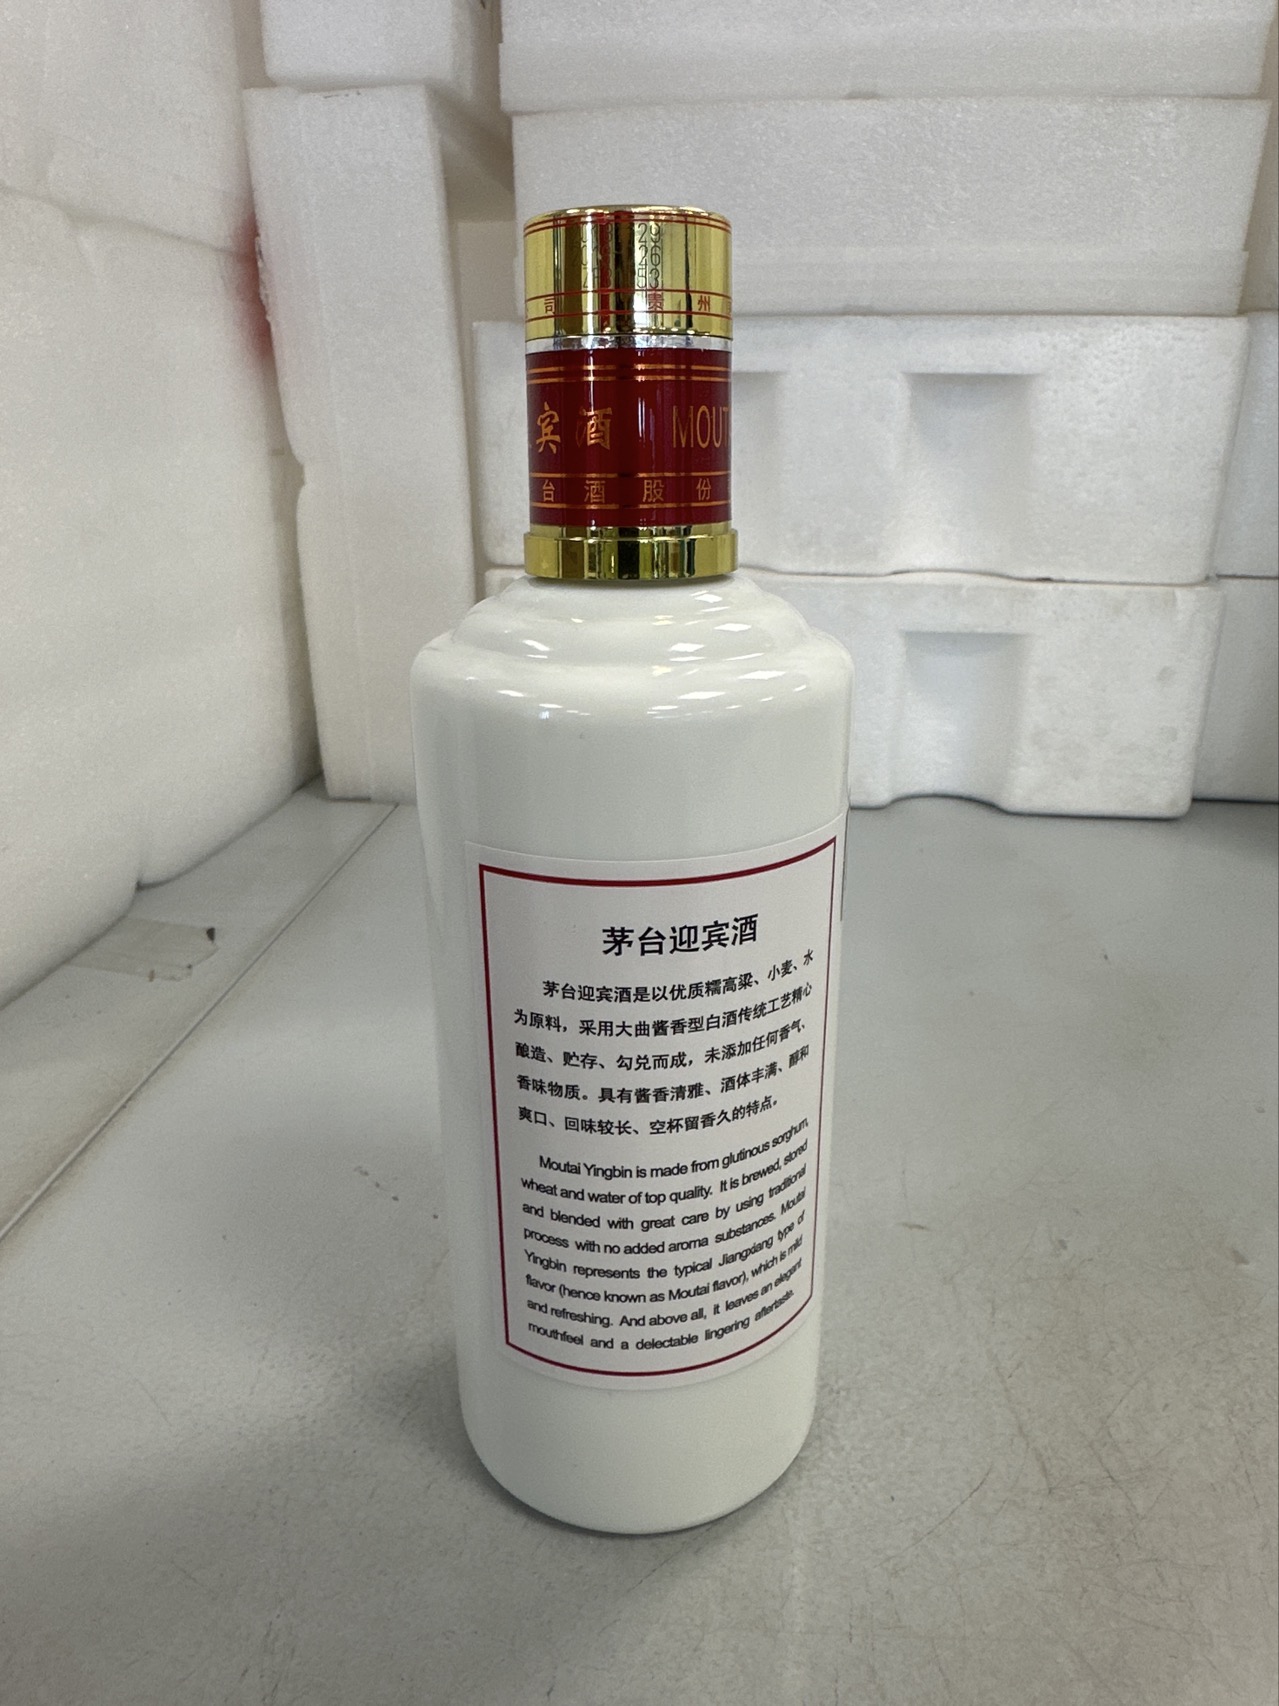 司 贵 州
宾 酒 MOUT
台 酒 股 份
茅台迎宾酒
茅台迎宾酒是以优质糯高粱、小麦、水
为原料，采用大曲酱香型白酒传统工艺精心
酿造、贮存、勾兑而成，未添加任何香气、
香味物质。具有酱香清雅、酒体丰满、醇和
爽口、回味较长、空杯留香久的特点。
Moutai Yingbin is made from glutinous sorghum,
wheat and water of top quality. It is brewed, stored
and blended with great care by using traditional
process with no added aroma substances. Moutai
Yingbin represents the typical Jiangxiang type of
flavor (hence known as Moutai flavor), which is mild
and refreshing. And above all, it leaves an elegant
mouthfeel and a delectable lingering aftertaste.